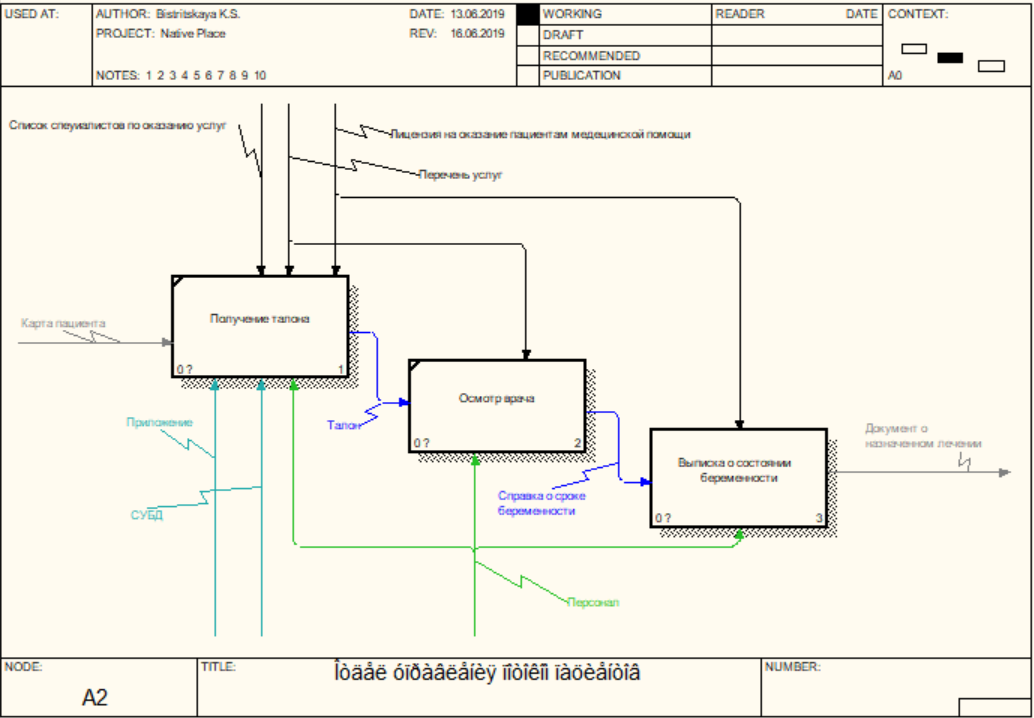 USED AT:
AUTHOR: Bistritskaya K.S.
DATE: 13.06.2019
WORKING
READER
DATE
CONTEXT:
PROJECT: Native Place
REV: 16.06.2019
DRAFT
RECOMMENDED
NOTES: 1 2 3 4 5 6 7 8 9 10
PUBLICATION
A0
Список спеуиалистов по оказанию услуг
Лицензия на оказание пациентам медецинской помощи
Перечень услуг
Получение талона
0 ?
1
Карта пациента
Осмотр врача
0 ?
2
Приложение
Талон
Документ о
назначенном лечении
Выписка о состоянии
беременности
0 ?
3
Справка о сроке
беременности
СУБД
Персонал
NODE:
A2
TITLE:
Îòäåë óïðàâëåíèÿ ïîòîêîì ïàöèåíòîâ
NUMBER: